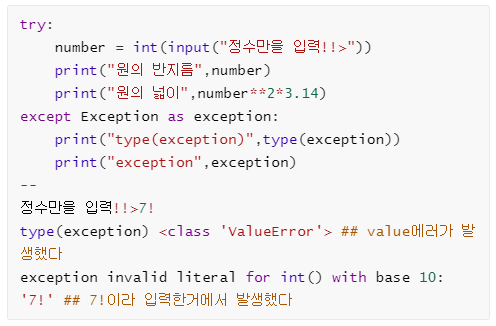 try:
    number = int(input("정수만을 입력!!>"))
    print("원의 반지름",number)
    print("원의 넓이",number**2*3.14)
except Exception as exception:
    print("type(exception)",type(exception))
    print("exception",exception)
--
정수만을 입력!!>7!
type(exception) <class 'ValueError'> ## value에러가 발
생했다
exception invalid literal for int() with base 10:
'7!' ## 7!이라 입력한거에서 발생했다